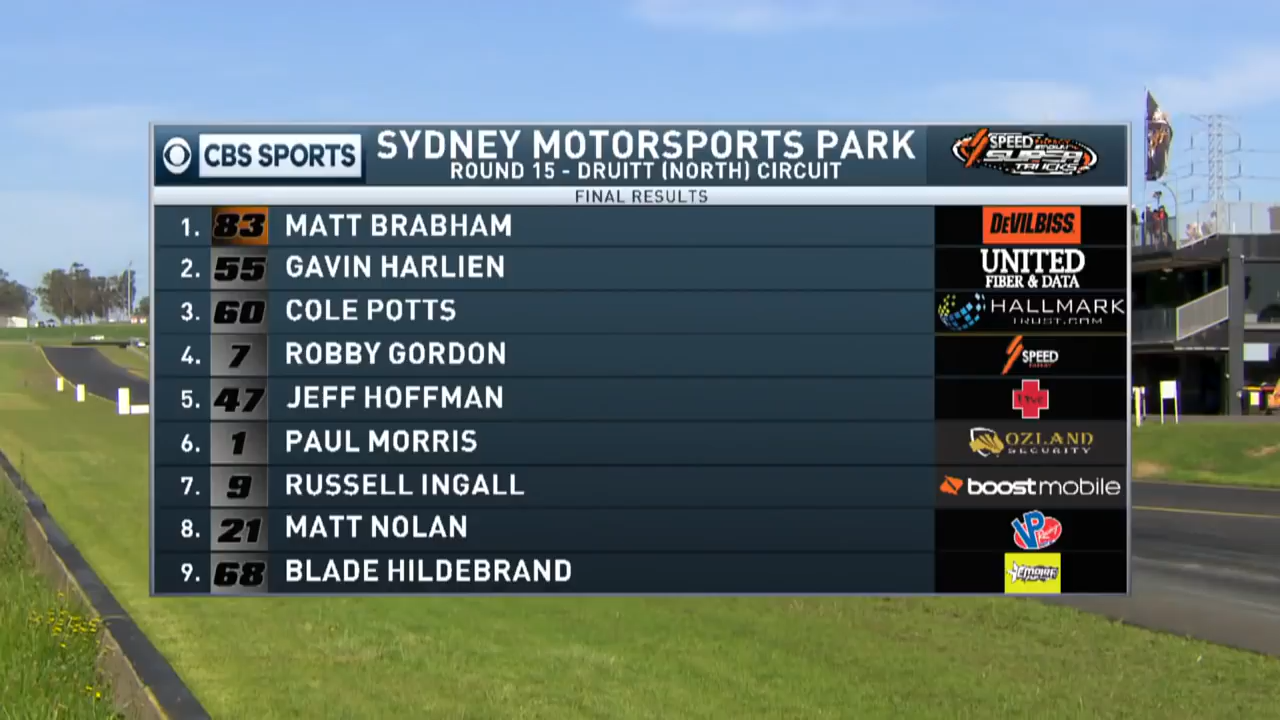 CBS SPORTS
SYDNEY MOTORSPORTS PARK
ROUND 15 - DRUITT (NORTH) CIRCUIT
SPEED
SUPER
TRUCKS
FINAL RESULTS
1. 83 MATT BRABHAM DEVILBISS
2. 55 GAVIN HARLIEN UNITED
FIBER & DATA
3. 60 COLE POTTS HALLMARK
TRUST.COM
4. 7 ROBBY GORDON SPEED
5. 47 JEFF HOFFMAN
6. 1 PAUL MORRIS OZLAND
SECURITY
7. 9 RUSSELL INGALL boostmobile
8. 21 MATT NOLAN VP Racing
9. 68 BLADE HILDEBRAND EMPIRE